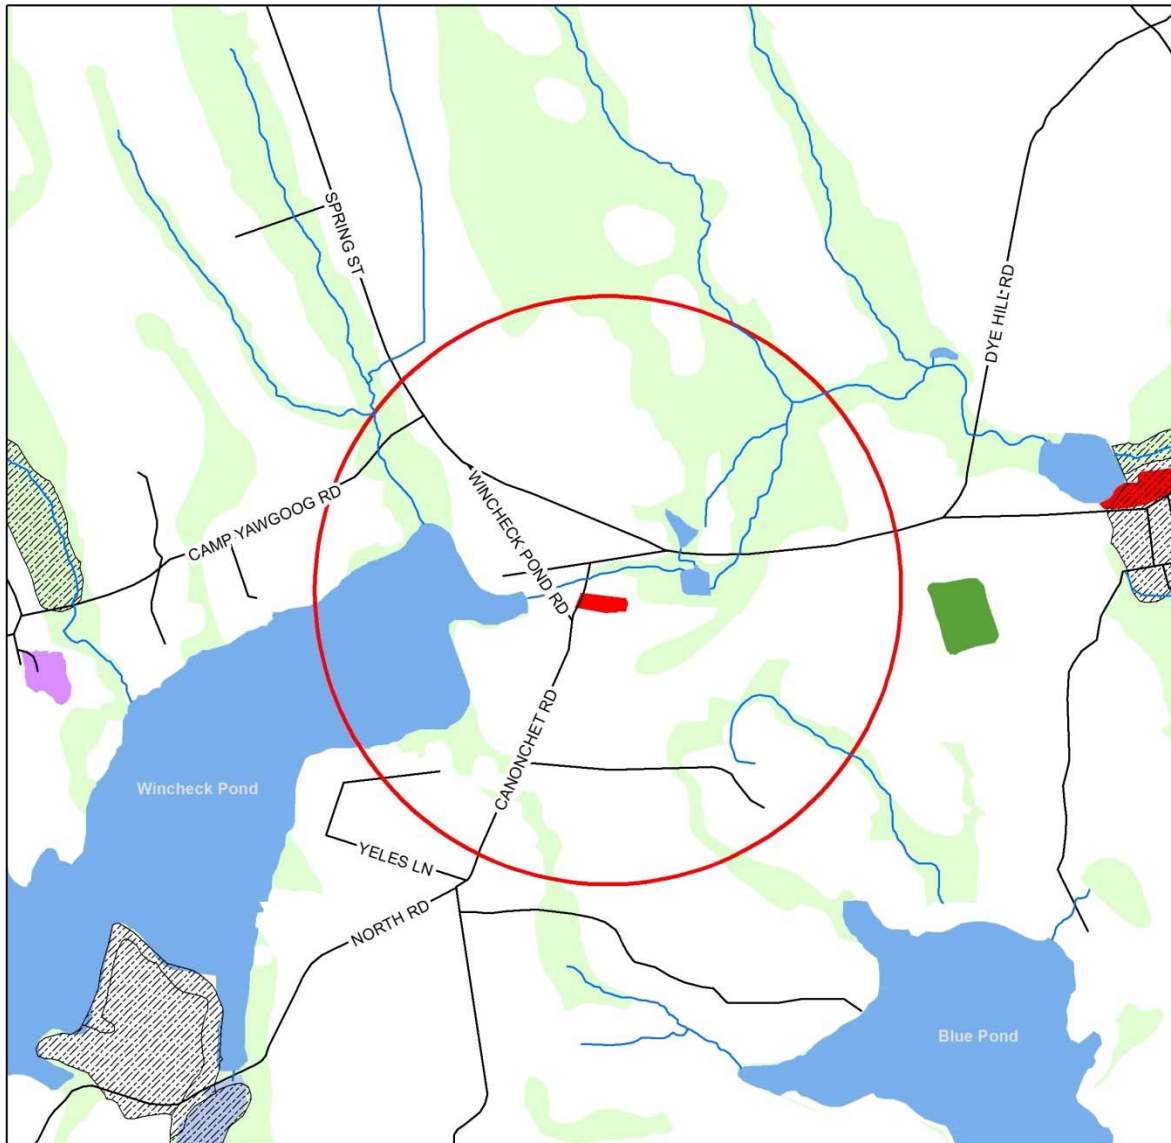 SPRING ST
DYE HILL RD
WINCHECK POND RD
CAMP YAWGOOG RD
CANONCHET RD
Wincheck Pond
YELES LN
NORTH RD
Blue Pond